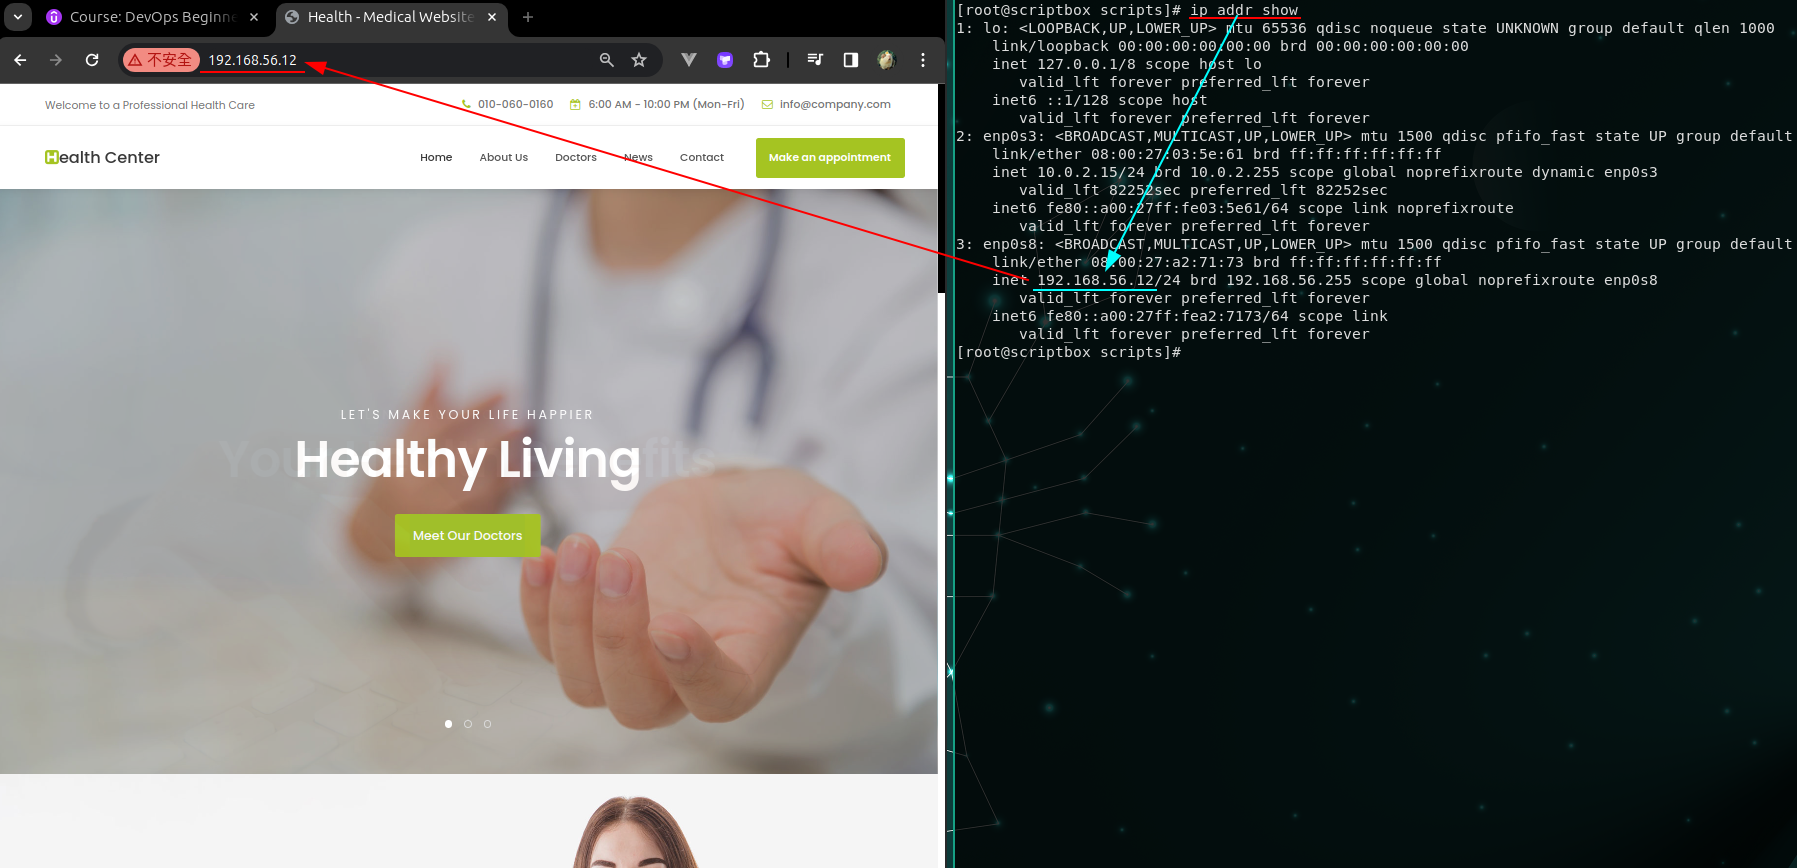 Course: DevOps Beginne
Health - Medical Website
不安全
192.168.56.12
Welcome to a Professional Health Care
010-060-0160
6:00 AM - 10:00 PM (Mon-Fri)
info@company.com
Health Center
Home
About Us
Doctors
News
Contact
Make an appointment
LET'S MAKE YOUR LIFE HAPPIER
Healthy Living
Meet Our Doctors
[root@scriptbox scripts]# ip addr show
1: lo: <LOOPBACK,UP,LOWER_UP> mtu 65536 qdisc noqueue state UNKNOWN group default qlen 1000
link/loopback 00:00:00:00:00:00 brd 00:00:00:00:00:00
inet 127.0.0.1/8 scope host lo
valid_lft forever preferred_lft forever
inet6 ::1/128 scope host
valid_lft forever preferred_lft forever
2: enp0s3: <BROADCAST,MULTICAST,UP,LOWER_UP> mtu 1500 qdisc pfifo_fast state UP group default
link/ether 08:00:27:03:5e:61 brd ff:ff:ff:ff:ff:ff
inet 10.0.2.15/24 brd 10.0.2.255 scope global noprefixroute dynamic enp0s3
valid_lft 82252sec preferred_lft 82252sec
inet6 fe80::a00:27ff:fe03:5e61/64 scope link noprefixroute
valid_lft forever preferred_lft forever
3: enp0s8: <BROADCAST,MULTICAST,UP,LOWER_UP> mtu 1500 qdisc pfifo_fast state UP group default
link/ether 08:00:27:a2:71:73 brd ff:ff:ff:ff:ff:ff
inet 192.168.56.12/24 brd 192.168.56.255 scope global noprefixroute enp0s8
valid_lft forever preferred_lft forever
inet6 fe80::a00:27ff:fea2:7173/64 scope link
valid_lft forever preferred_lft forever
[root@scriptbox scripts]#